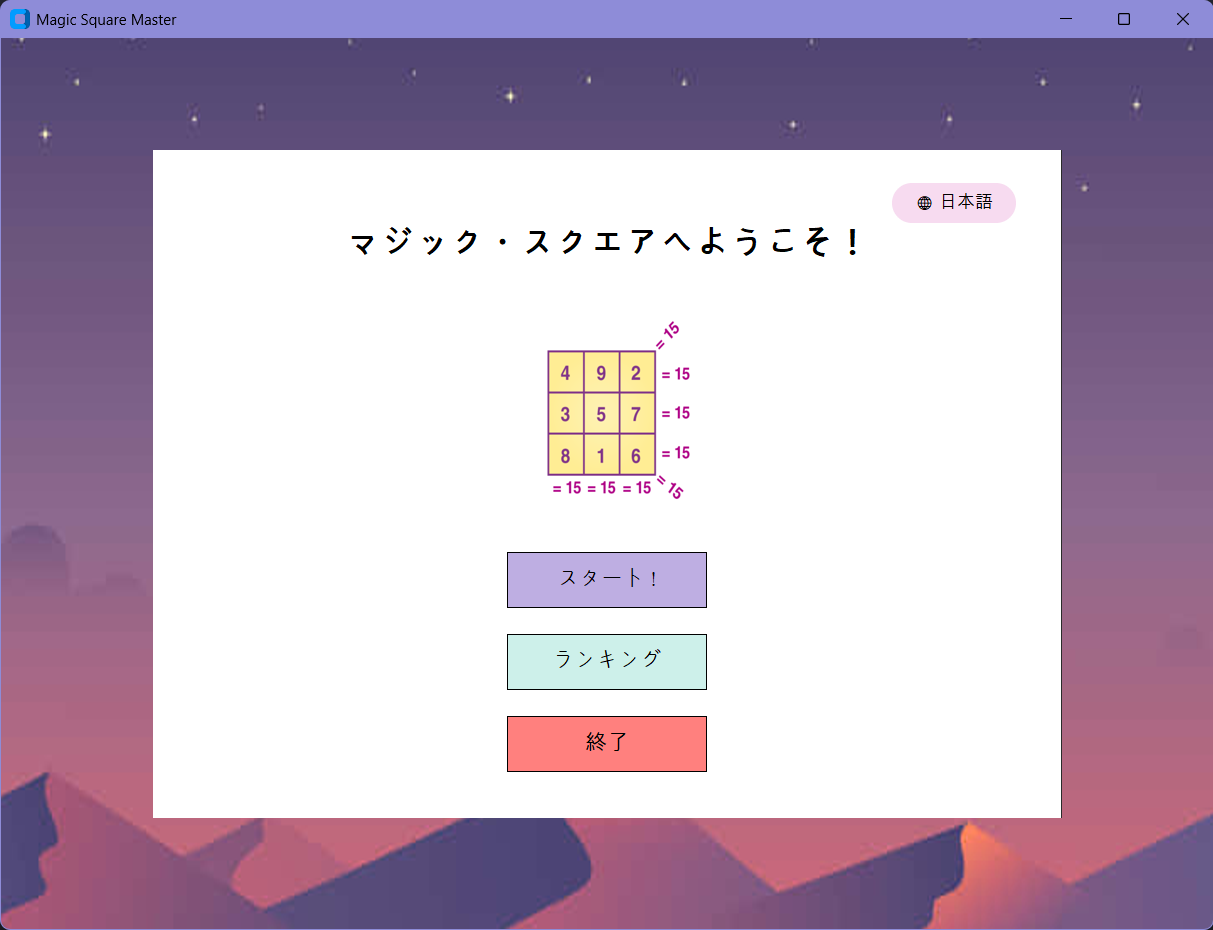 Magic Square Master
日本語
マジック・スクエアへようこそ！
= 15
4 9 2 = 15
3 5 7 = 15
8 1 6 = 15
= 15 = 15 = 15 = 15
スタート！
ランキング
終了